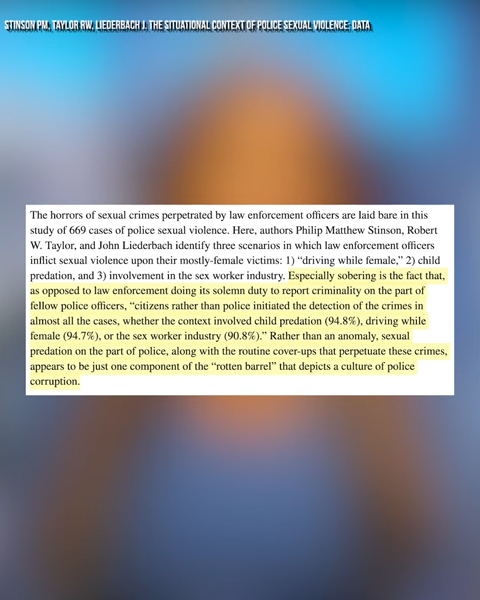 STINSON PM, TAYLOR RW, LIEDERBACH J. THE SITUATIONAL CONTEXT OF POLICE SEXUAL VIOLENCE: DATA
The horrors of sexual crimes perpetrated by law enforcement officers are laid bare in this
study of 669 cases of police sexual violence. Here, authors Philip Matthew Stinson, Robert
W. Taylor, and John Liederbach identify three scenarios in which law enforcement officers
inflict sexual violence upon their mostly-female victims: 1) “driving while female,” 2) child
predation, and 3) involvement in the sex worker industry. Especially sobering is the fact that,
as opposed to law enforcement doing its solemn duty to report criminality on the part of
fellow police officers, “citizens rather than police initiated the detection of the crimes in
almost all the cases, whether the context involved child predation (94.8%), driving while
female (94.7%), or the sex worker industry (90.8%).” Rather than an anomaly, sexual
predation on the part of police, along with the routine cover-ups that perpetuate these crimes,
appears to be just one component of the “rotten barrel” that depicts a culture of police
corruption.